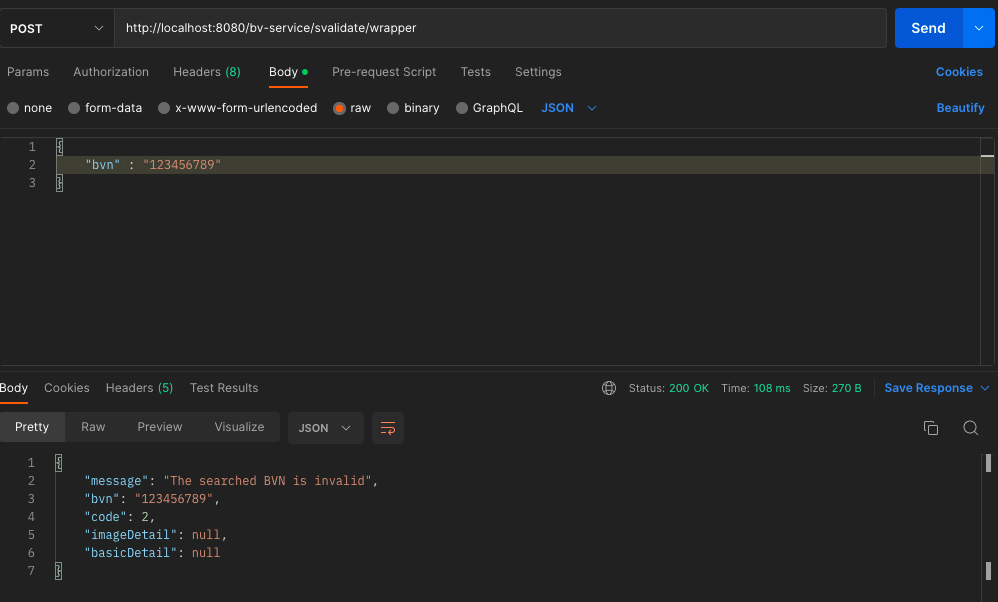 POST http://localhost:8080/bv-service/svalidate/wrapper Send
Params Authorization Headers (8) Body Pre-request Script Tests Settings Cookies
none form-data x-www-form-urlencoded raw binary GraphQL JSON Beautify
1 {
2 "bvn" : "123456789"
3 }
Body Cookies Headers (5) Test Results Status: 200 OK Time: 108 ms Size: 270 B Save Response
Pretty Raw Preview Visualize JSON
1 {
2 "message": "The searched BVN is invalid",
3 "bvn": "123456789",
4 "code": 2,
5 "imageDetail": null,
6 "basicDetail": null
7 }